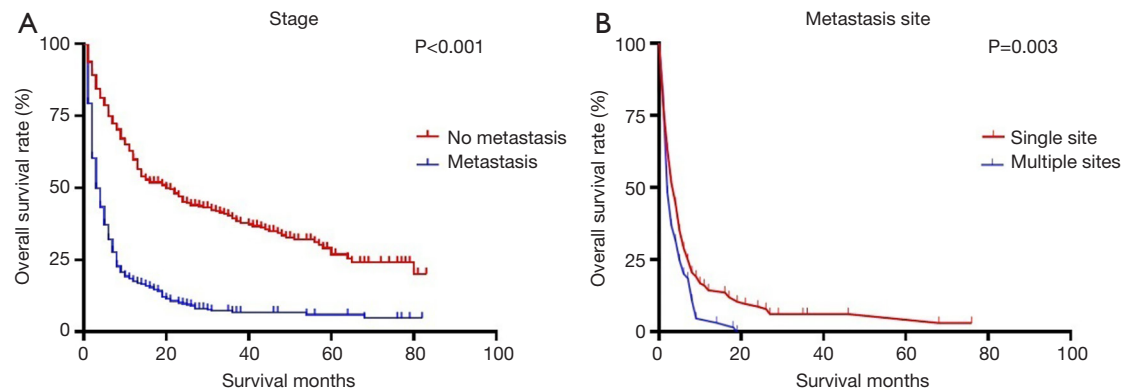 A
Stage
P<0.001
Overall survival rate (%)
100
75
50
25
0
No metastasis
Metastasis
0
20
40
60
80
100
Survival months
B
Metastasis site
P=0.003
Overall survival rate (%)
100
75
50
25
0
Single site
Multiple sites
0
20
40
60
80
100
Survival months